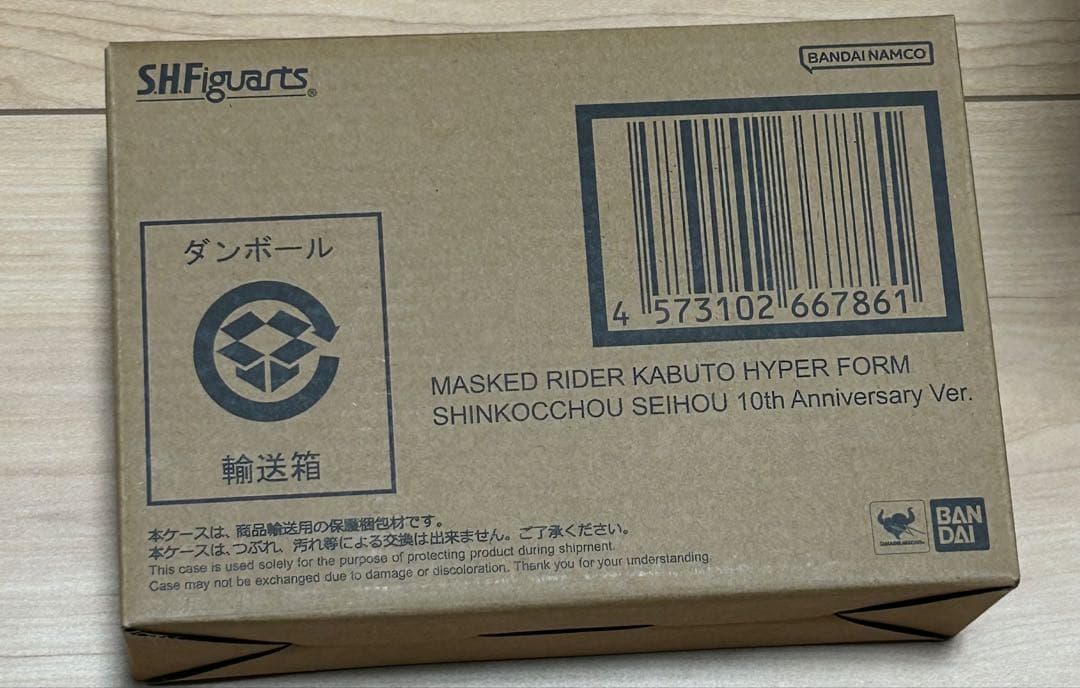 S.H.Figuarts®
BANDAI NAMCO
4 573102 667861
ダンボール
輸送箱
MASKED RIDER KABUTO HYPER FORM
SHINKOCCHOU SEIHOU 10th Anniversary Ver.
本ケースは、商品輸送用の保護梱包材です。
本ケースは、つぶれ、汚れ等による交換は出来ません。ご了承ください。
This case is used solely for the purpose of protecting product during shipment.
Case may not be exchanged due to damage or discoloration. Thank you for your understanding.
BAN
DAI